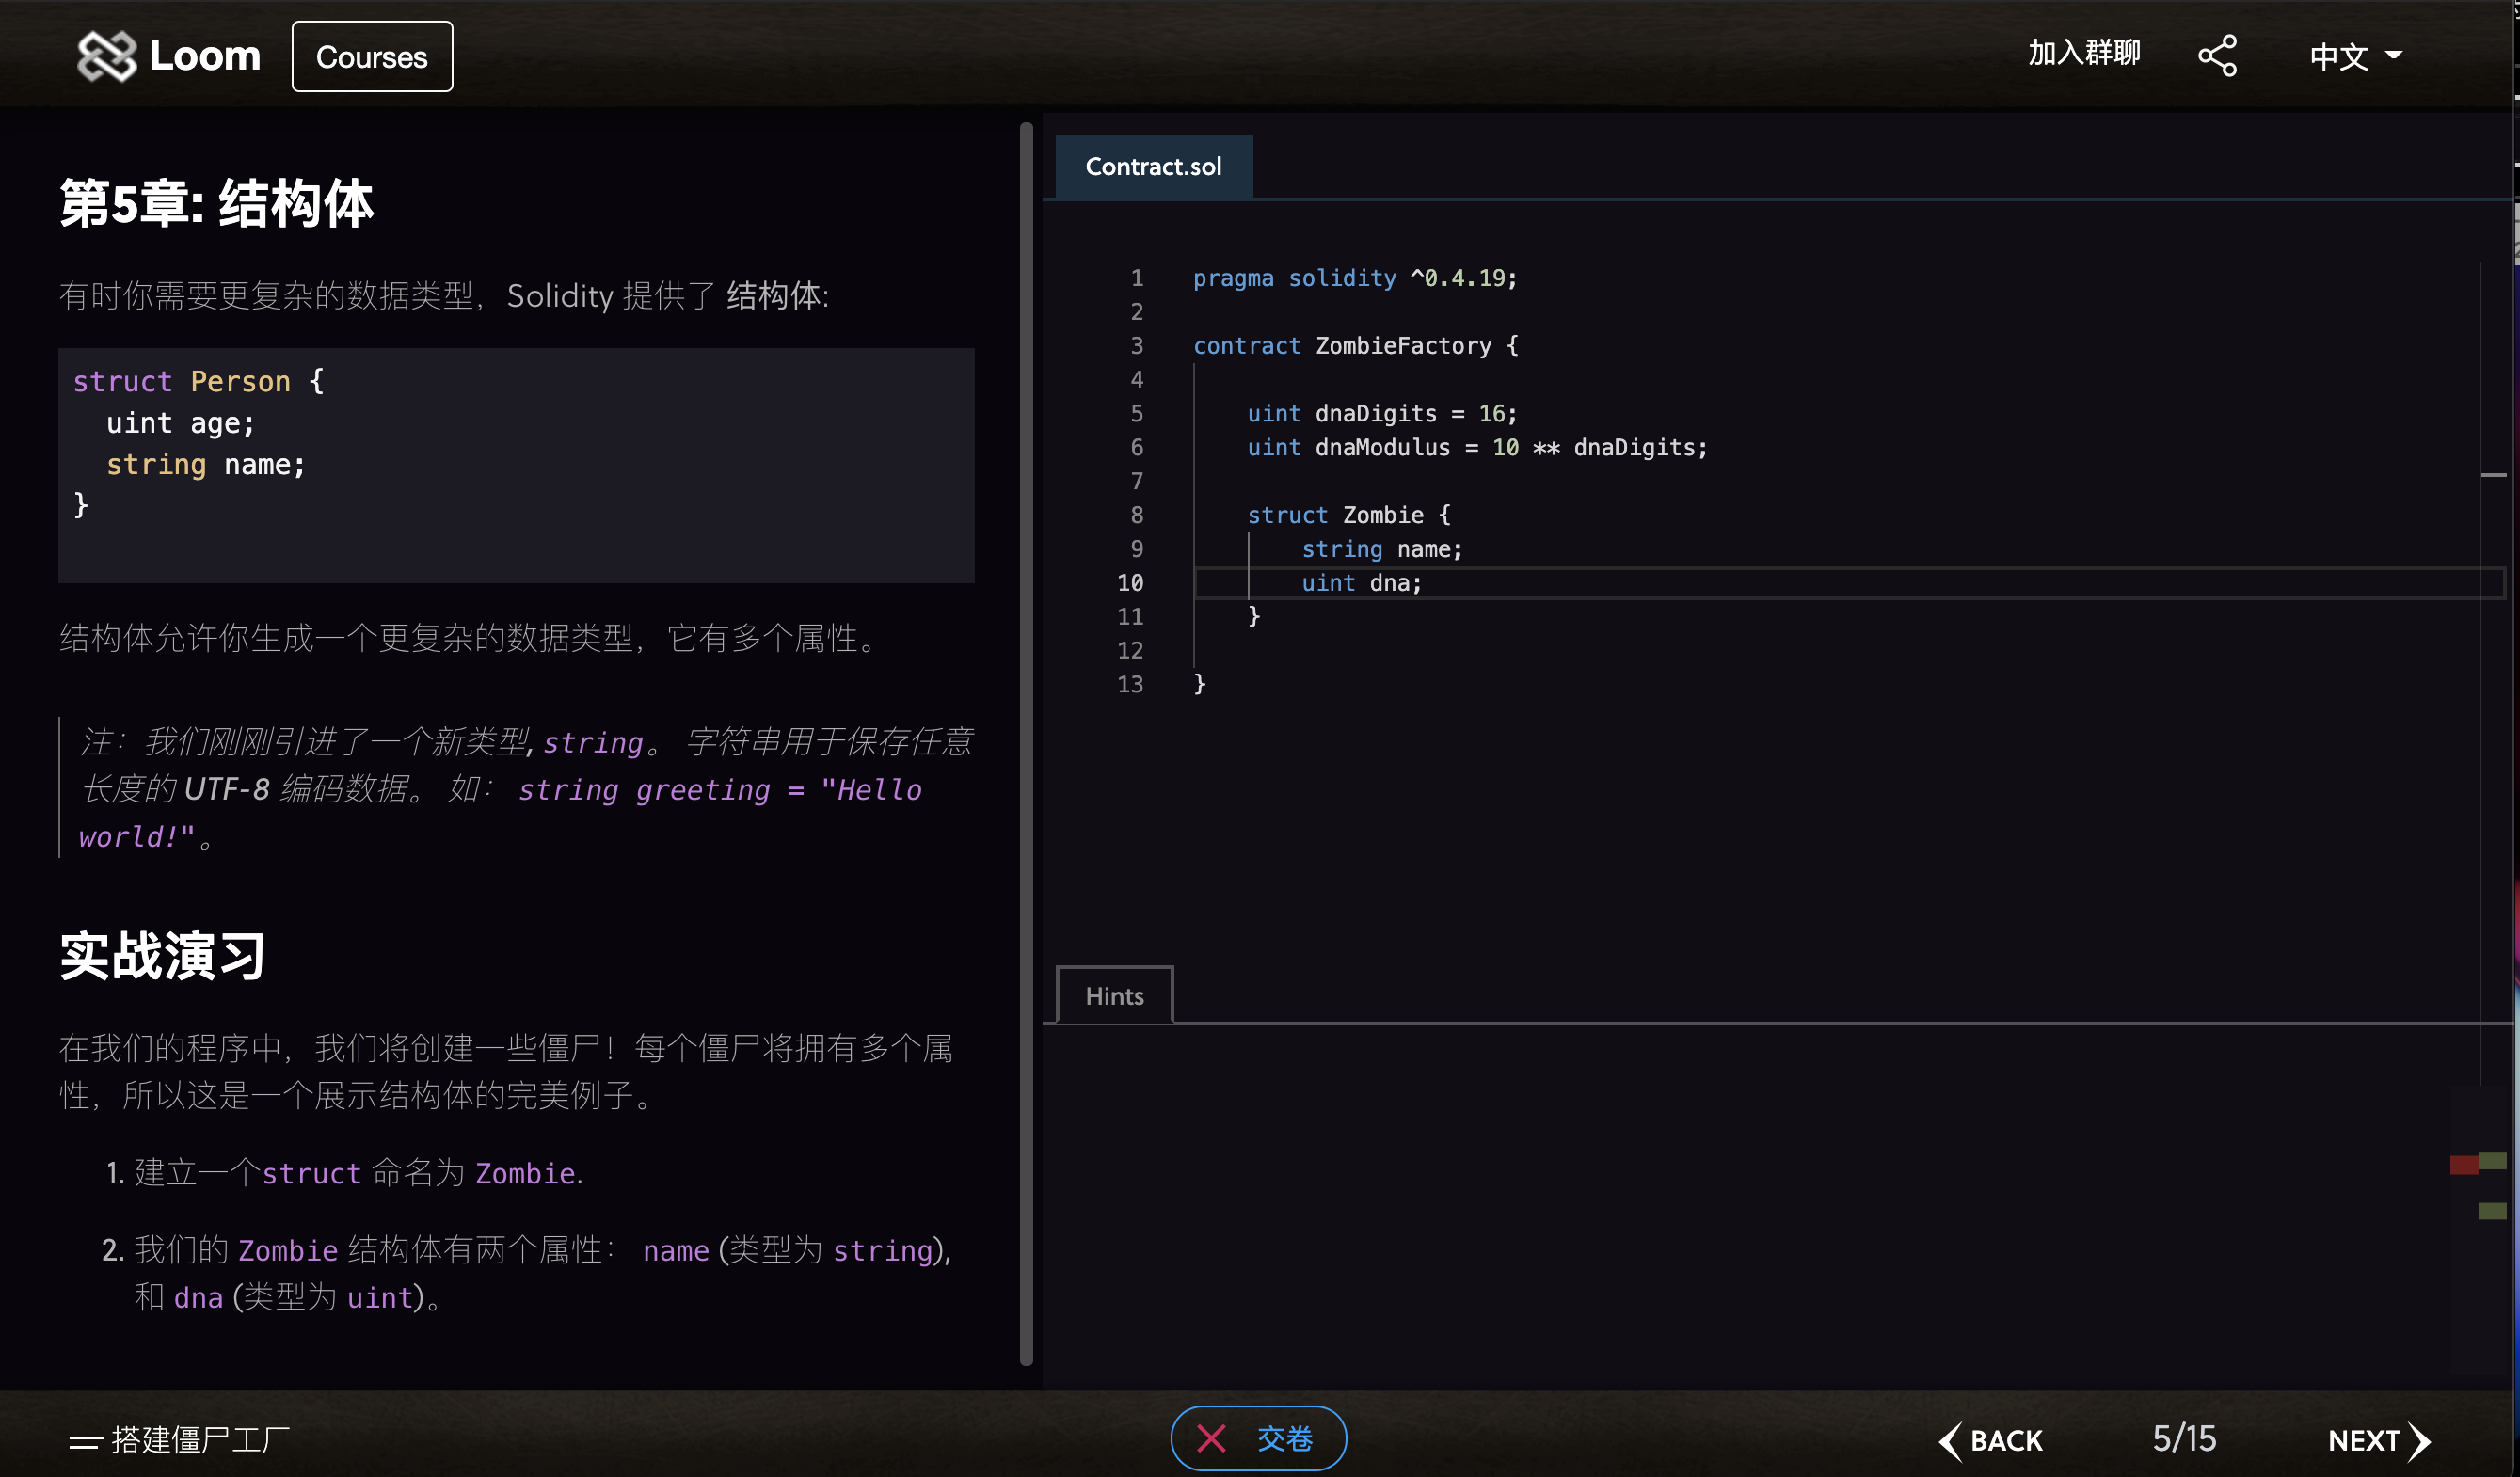 Loom
Courses
加入群聊
中文
第5章: 结构体
有时你需要更复杂的数据类型，Solidity 提供了 结构体:
struct Person {
  uint age;
  string name;
}
结构体允许你生成一个更复杂的数据类型，它有多个属性。
注：我们刚刚引进了一个新类型, string。 字符串用于保存任意
长度的 UTF-8 编码数据。 如： string greeting = "Hello
world!"。
实战演习
在我们的程序中，我们将创建一些僵尸！每个僵尸将拥有多个属
性，所以这是一个展示结构体的完美例子。
1. 建立一个struct 命名为 Zombie.
2. 我们的 Zombie 结构体有两个属性： name (类型为 string),
和 dna (类型为 uint)。
Contract.sol
1 pragma solidity ^0.4.19;
2
3 contract ZombieFactory {
4
5     uint dnaDigits = 16;
6     uint dnaModulus = 10 ** dnaDigits;
7
8     struct Zombie {
9         string name;
10         uint dna;
11     }
12
13 }
Hints
搭建僵尸工厂
交卷
BACK
5/15
NEXT